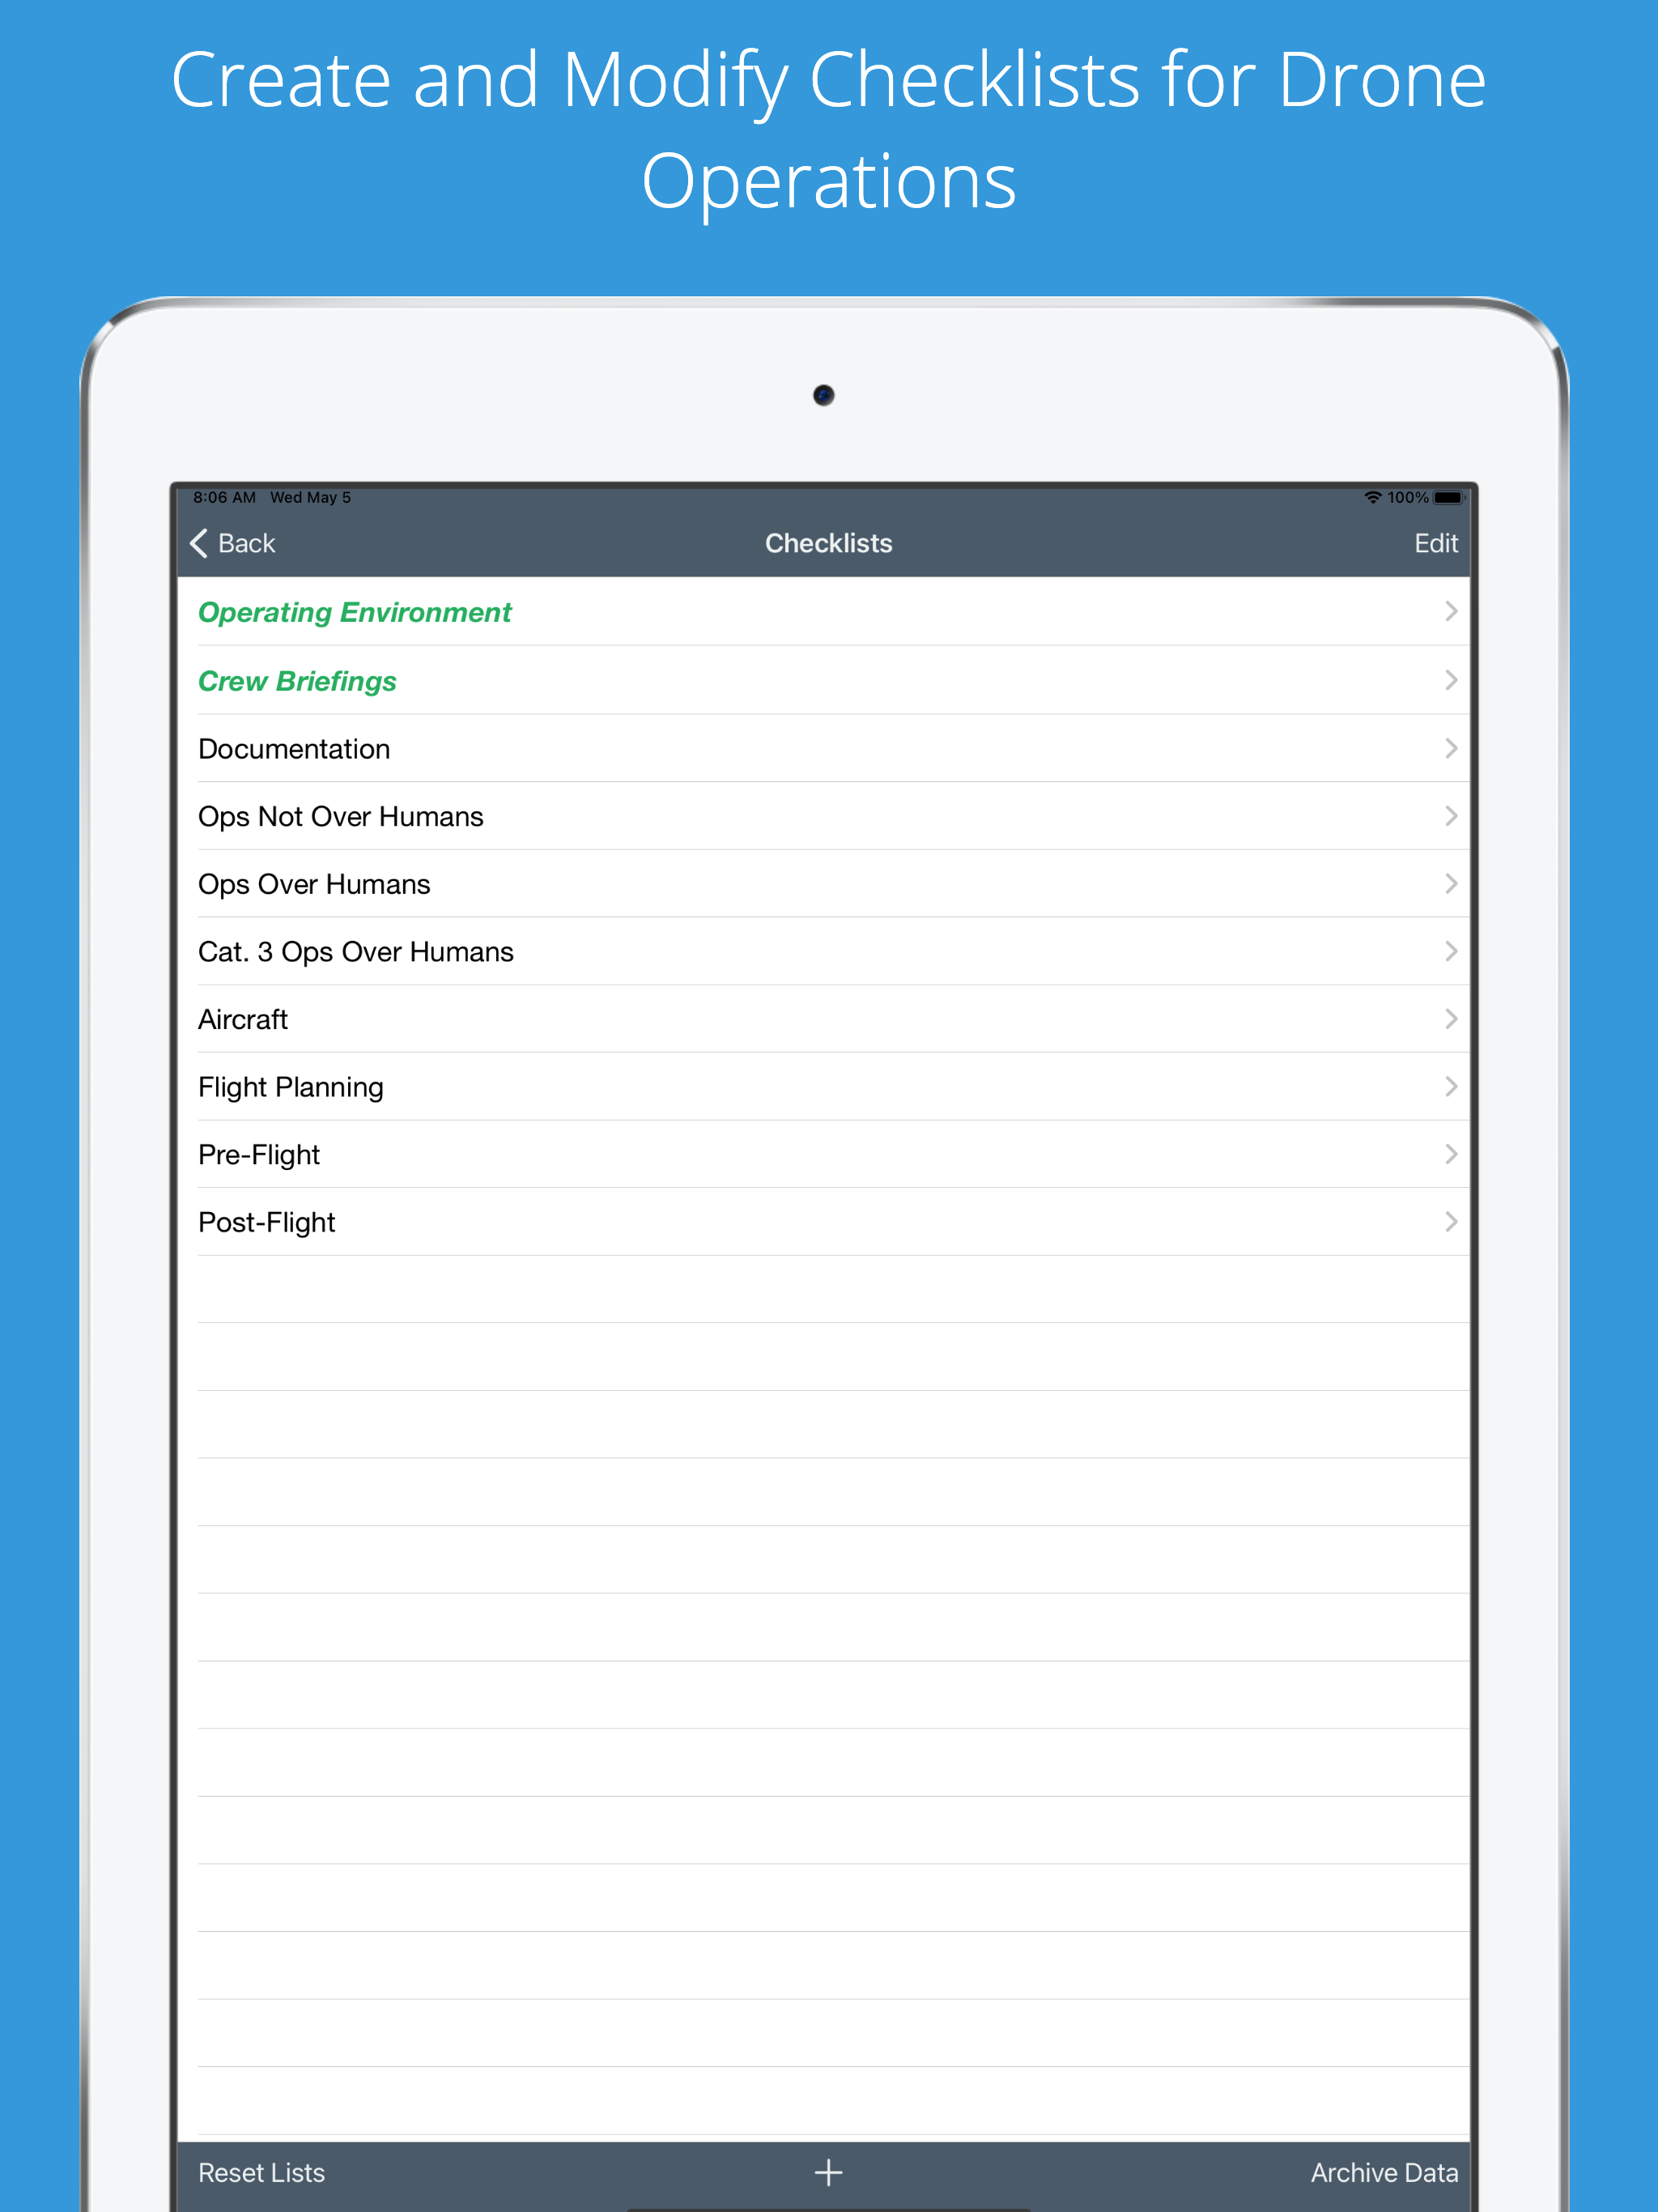 Create and Modify Checklists for Drone
Operations
8:06 AM Wed May 5 100%
Back Checklists Edit
Operating Environment
Crew Briefings
Documentation
Ops Not Over Humans
Ops Over Humans
Cat. 3 Ops Over Humans
Aircraft
Flight Planning
Pre-Flight
Post-Flight
Reset Lists + Archive Data